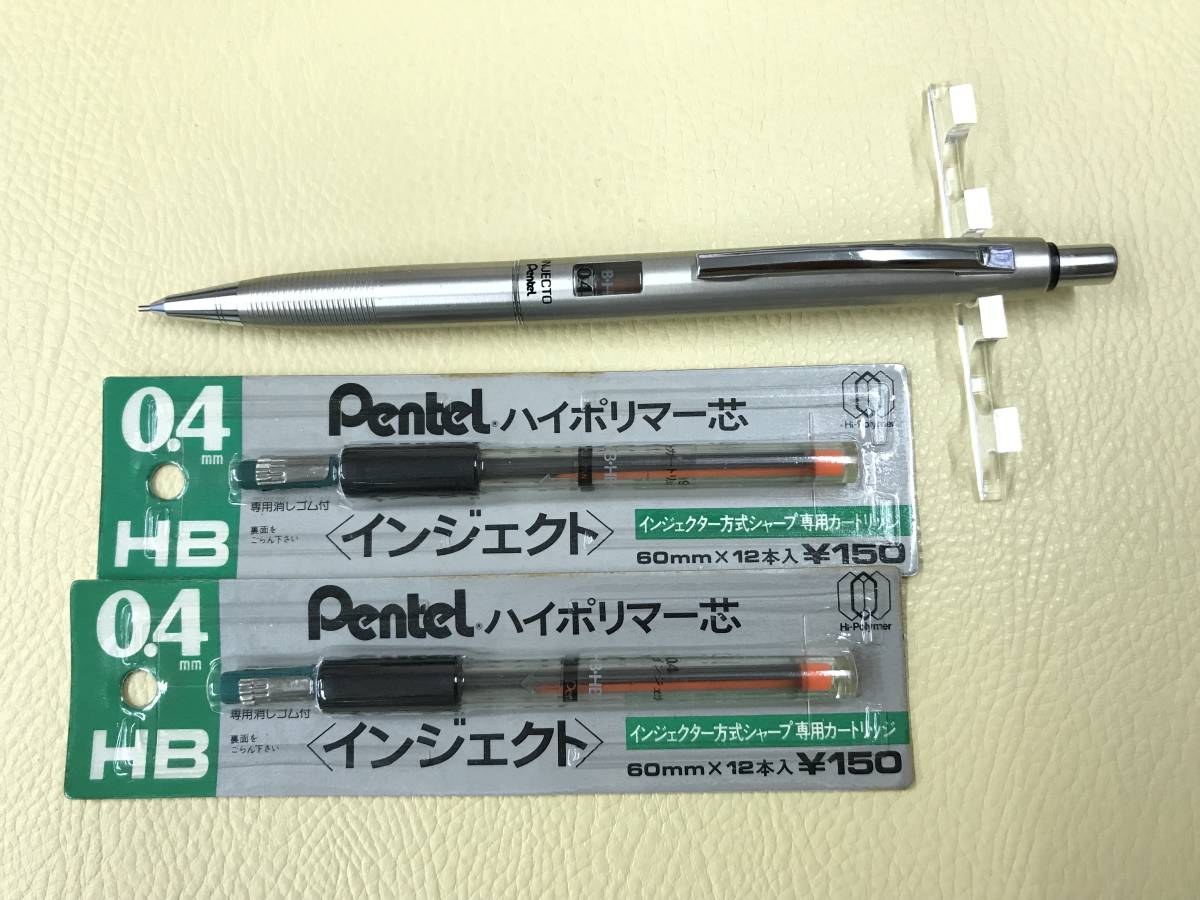 INJECTO
Pentel
B・H
0.4
0.4
mm
HB
Pentel® ハイポリマー芯
Hi-Polymer
専用消しゴム付
裏面を
ごらん下さい
B・HB
〈インジェクト〉
インジェクター方式シャープ専用カートリッジ
60mm×12本入 ¥150
0.4
mm
HB
Pentel® ハイポリマー芯
Hi-Polymer
専用消しゴム付
裏面を
ごらん下さい
B・HB
0.4
〈インジェクト〉
インジェクター方式シャープ専用カートリッジ
60mm×12本入 ¥150